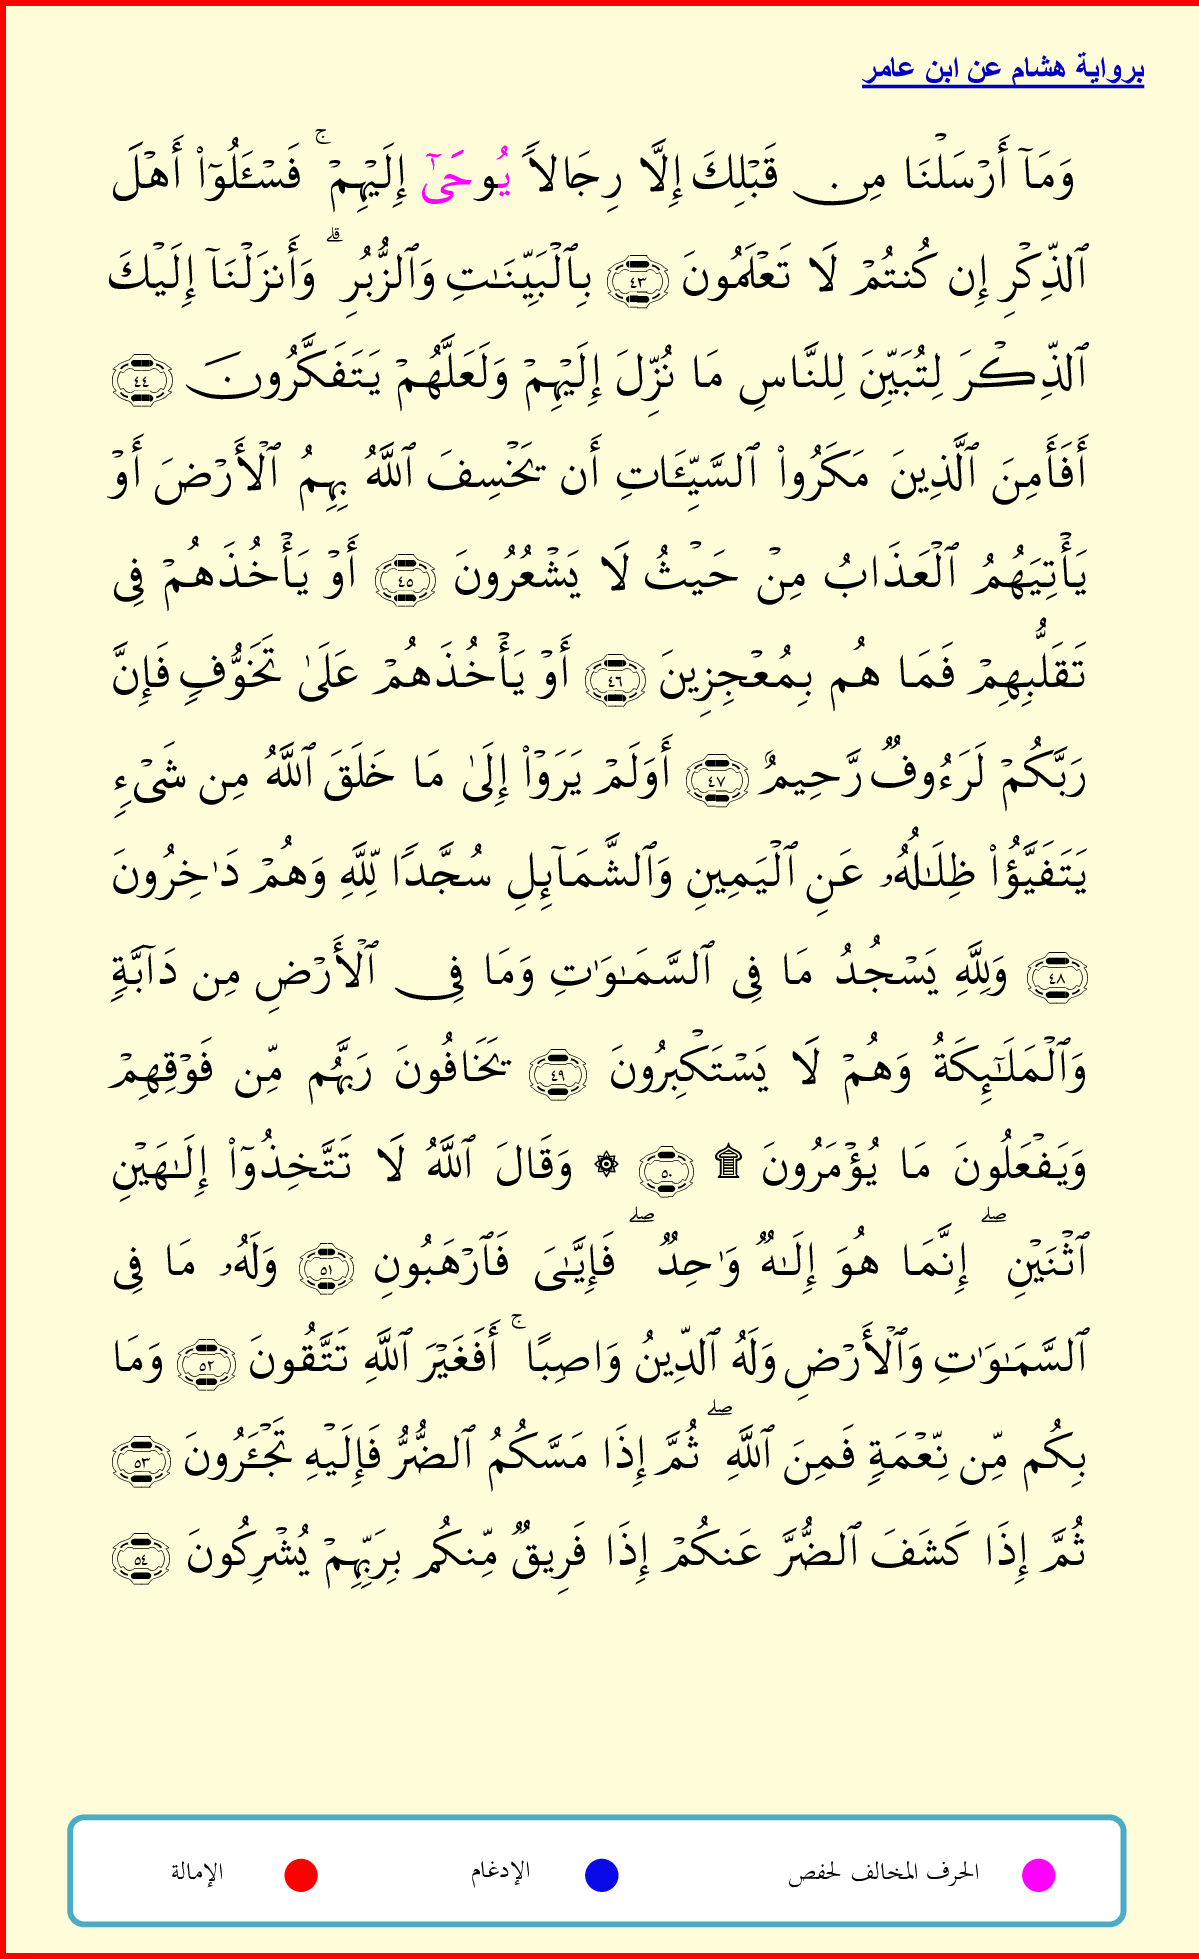 برواية هشام عن ابن عامر
وَمَآ أَرْسَلْنَا مِن قَبْلِكَ إِلَّا رِجَالاً يُوحَىٰٓ إِلَيْهِمْ ۚ فَسْـَٔلُوٓا۟ أَهْلَ
ٱلذِّكْرِ إِن كُنتُمْ لَا تَعْلَمُونَ ٤٣ بِٱلْبَيِّنَـٰتِ وَٱلزُّبُرِ ۗ وَأَنزَلْنَآ إِلَيْكَ
ٱلذِّكْرَ لِتُبَيِّنَ لِلنَّاسِ مَا نُزِّلَ إِلَيْهِمْ وَلَعَلَّهُمْ يَتَفَكَّرُونَ ٤٤
أَفَأَمِنَ ٱلَّذِينَ مَكَرُوا۟ ٱلسَّيِّـَٔاتِ أَن يَخْسِفَ ٱللَّهُ بِهِمُ ٱلْأَرْضَ أَوْ
يَأْتِيَهُمُ ٱلْعَذَابُ مِنْ حَيْثُ لَا يَشْعُرُونَ ٤٥ أَوْ يَأْخُذَهُمْ فِى
تَقَلُّبِهِمْ فَمَا هُم بِمُعْجِزِينَ ٤٦ أَوْ يَأْخُذَهُمْ عَلَىٰ تَخَوُّفٍ فَإِنَّ
رَبَّكُمْ لَرَءُوفٌ رَّحِيمٌ ٤٧ أَوَلَمْ يَرَوْا۟ إِلَىٰ مَا خَلَقَ ٱللَّهُ مِن شَىْءٍ
يَتَفَيَّؤُا۟ ظِلَـٰلُهُۥ عَنِ ٱلْيَمِينِ وَٱلشَّمَآئِلِ سُجَّدًا لِّلَّهِ وَهُمْ دَٰخِرُونَ
٤٨ وَلِلَّهِ يَسْجُدُ مَا فِى ٱلسَّمَـٰوَٰتِ وَمَا فِى ٱلْأَرْضِ مِن دَآبَّةٍ
وَٱلْمَلَـٰٓئِكَةُ وَهُمْ لَا يَسْتَكْبِرُونَ ٤٩ يَخَافُونَ رَبَّهُم مِّن فَوْقِهِمْ
وَيَفْعَلُونَ مَا يُؤْمَرُونَ ۩ ٥٠ ۞ وَقَالَ ٱللَّهُ لَا تَتَّخِذُوٓا۟ إِلَـٰهَيْنِ
ٱثْنَيْنِ ۖ إِنَّمَا هُوَ إِلَـٰهٌ وَٰحِدٌ ۖ فَإِيَّـٰىَ فَٱرْهَبُونِ ٥١ وَلَهُۥ مَا فِى
ٱلسَّمَـٰوَٰتِ وَٱلْأَرْضِ وَلَهُ ٱلدِّينُ وَاصِبًا ۚ أَفَغَيْرَ ٱللَّهِ تَتَّقُونَ ٥٢ وَمَا
بِكُم مِّن نِّعْمَةٍ فَمِنَ ٱللَّهِ ۖ ثُمَّ إِذَا مَسَّكُمُ ٱلضُّرُّ فَإِلَيْهِ تَجْـَٔرُونَ ٥٣
ثُمَّ إِذَا كَشَفَ ٱلضُّرَّ عَنكُمْ إِذَا فَرِيقٌ مِّنكُم بِرَبِّهِمْ يُشْرِكُونَ ٥٤
الحرف المخالف لحفص الإدغام الإمالة